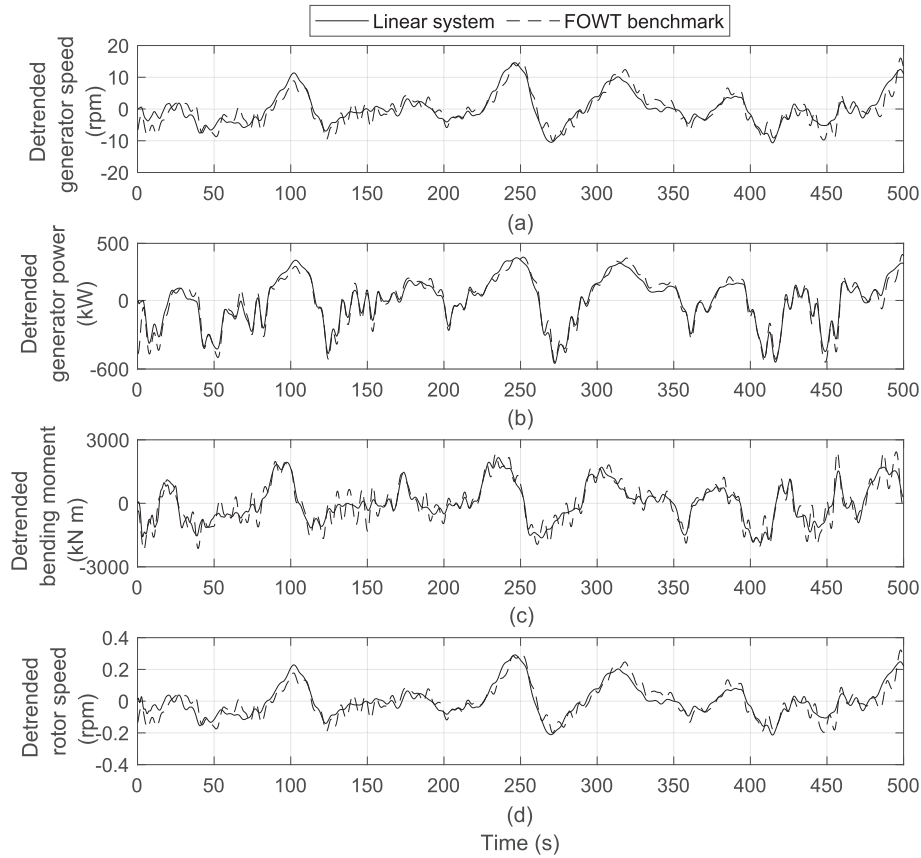 Linear system FOWT benchmark
20
10
0
-10
-20
Detrended
generator speed
(rpm)
0 50 100 150 200 250 300 350 400 450 500
(a)
500
0
-600
Detrended
generator power
(kW)
0 50 100 150 200 250 300 350 400 450 500
(b)
3000
0
-3000
Detrended
bending moment
(kN m)
0 50 100 150 200 250 300 350 400 450 500
(c)
0.4
0.2
0
-0.2
-0.4
Detrended
rotor speed
(rpm)
0 50 100 150 200 250 300 350 400 450 500
(d)
Time (s)